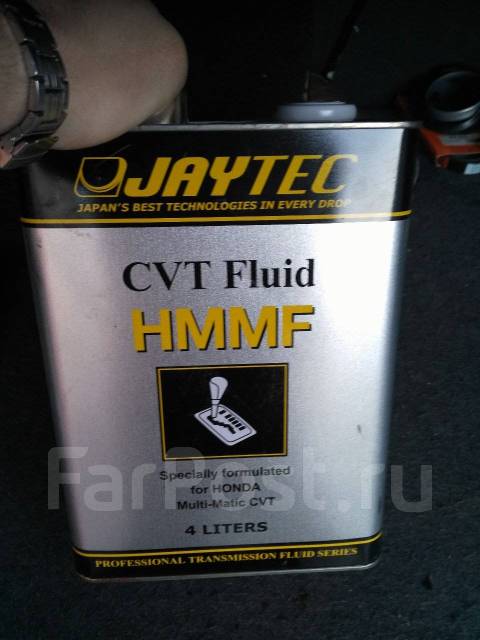 JAYTEC
JAPAN'S BEST TECHNOLOGIES IN EVERY DROP
CVT Fluid
HMMF
Specially formulated
for HONDA
Multi-Matic CVT
FarPost.ru
4 LITERS
PROFESSIONAL TRANSMISSION FLUID SERIES